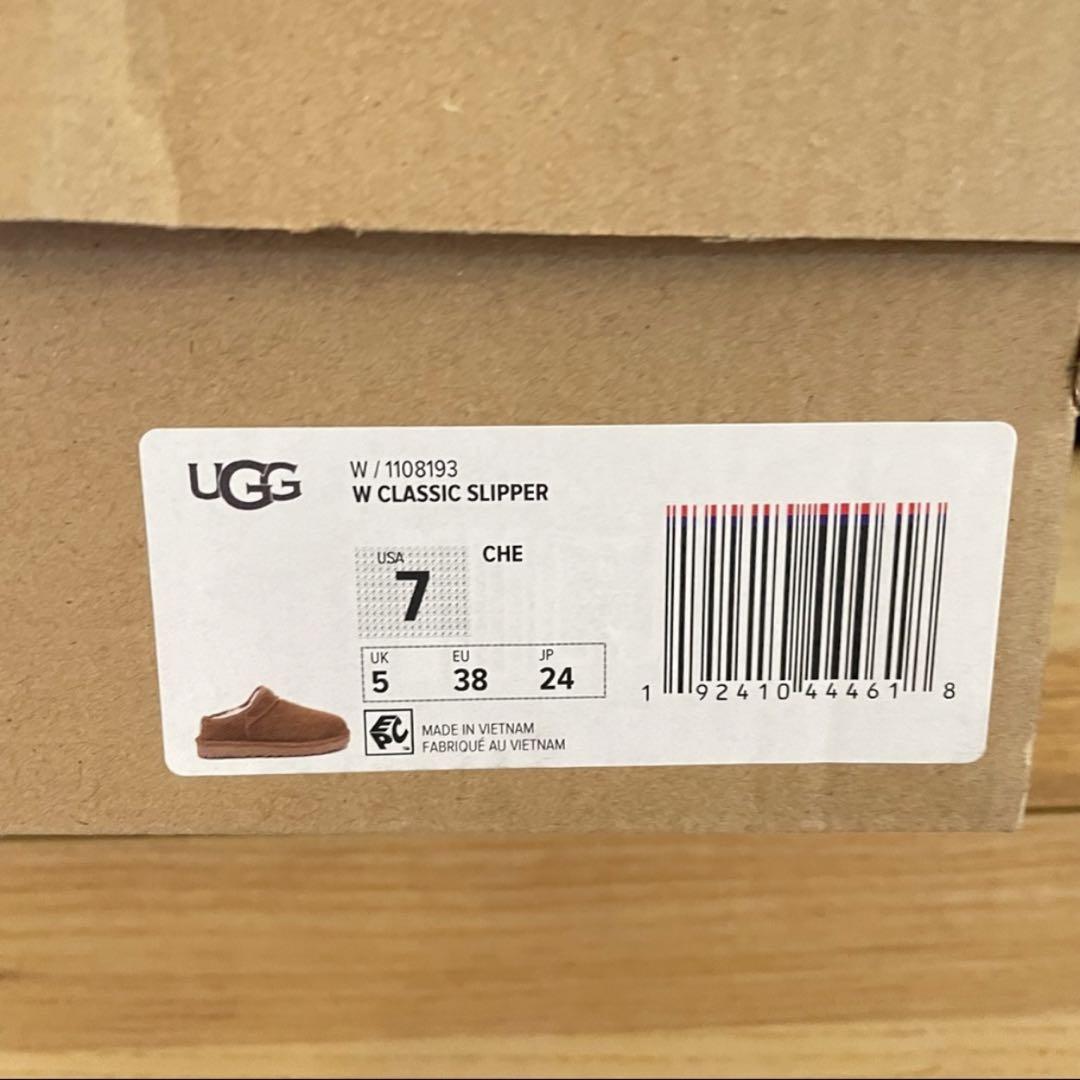 UGG
W / 1108193
W CLASSIC SLIPPER
USA
7
CHE
UK EU JP
5 38 24
EPC
MADE IN VIETNAM
FABRIQUÉ AU VIETNAM
1 92410 44461 8